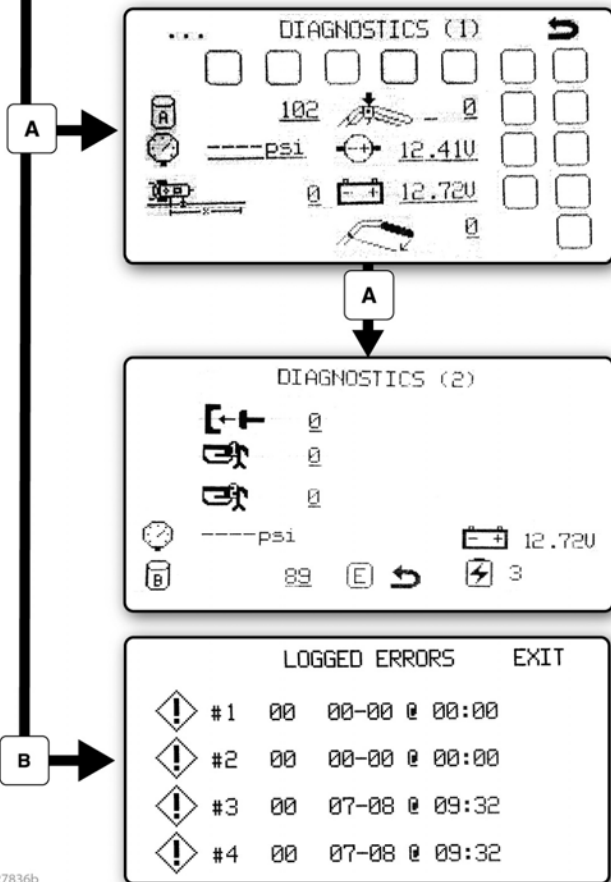 ... DIAGNOSTICS (1)
A
A
102
0
----psi
12.41V
0
12.72V
0
A
DIAGNOSTICS (2)
0
1
0
2
0
----psi
12.72V
B
89
E
3
LOGGED ERRORS EXIT
#1 00 00-00 @ 00:00
B
#2 00 00-00 @ 00:00
#3 00 07-08 @ 09:32
#4 00 07-08 @ 09:32